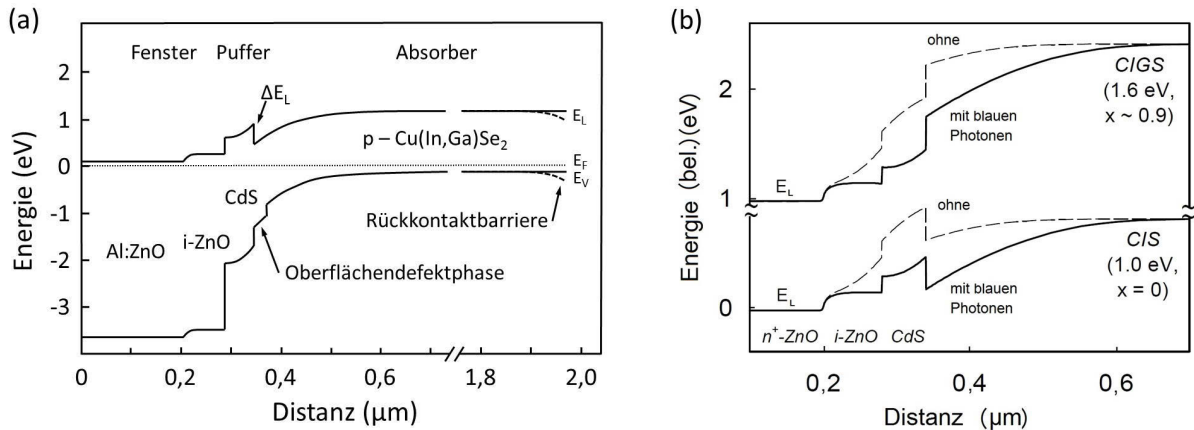 (a)
Fenster Puffer Absorber
ΔE_L
E_L
p – Cu(In,Ga)Se₂
E_F
E_V
CdS
Rückkontaktbarriere
Al:ZnO i-ZnO
Oberflächendefektphase
Energie (eV)
2
1
0
-1
-2
-3
0 0,2 0,4 0,6 1,8 2,0
Distanz (µm)
(b)
ohne
CIGS
(1.6 eV,
x ~ 0.9)
mit blauen
Photonen
E_L
ohne
CIS
(1.0 eV,
x = 0)
E_L
mit blauen
Photonen
n⁺-ZnO i-ZnO CdS
Energie (bel.)(eV)
2
1
0
0,2 0,4 0,6
Distanz (µm)